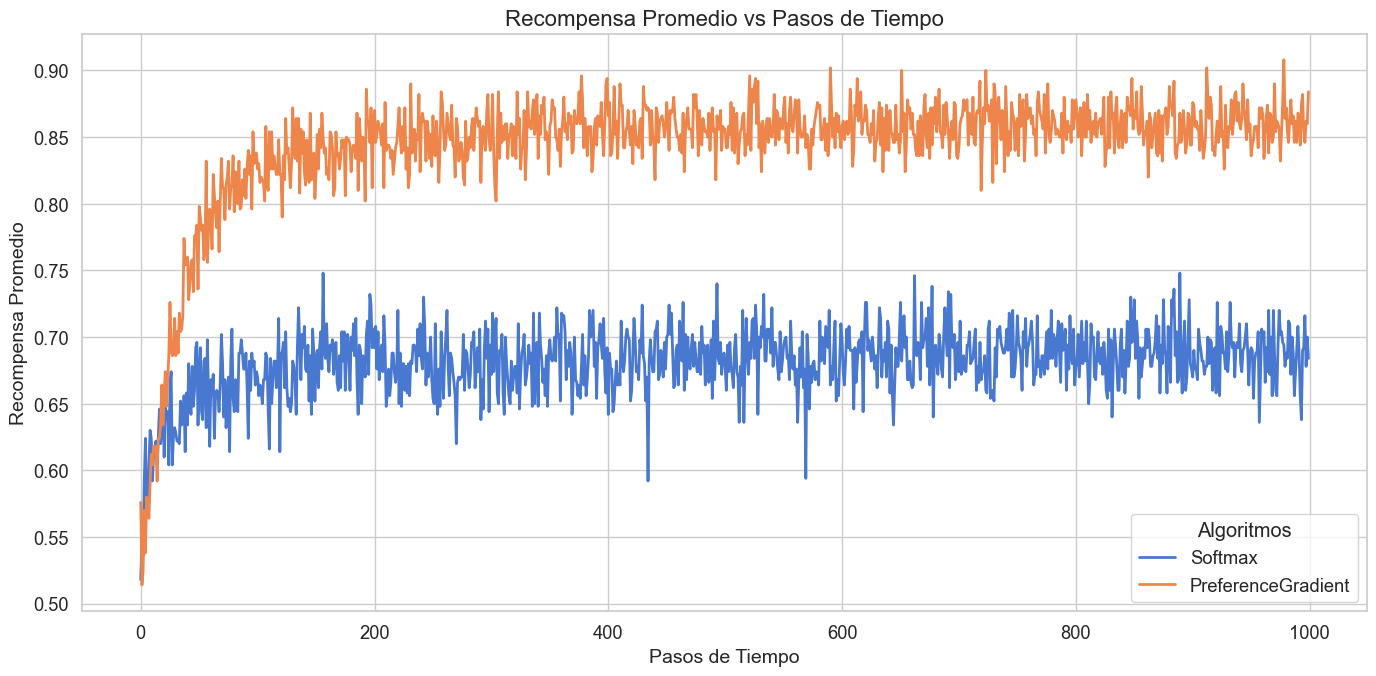 Recompensa Promedio vs Pasos de Tiempo
Recompensa Promedio
0.90
0.85
0.80
0.75
0.70
0.65
0.60
0.55
0.50
0
200
400
600
800
1000
Pasos de Tiempo
Algoritmos
Softmax
PreferenceGradient